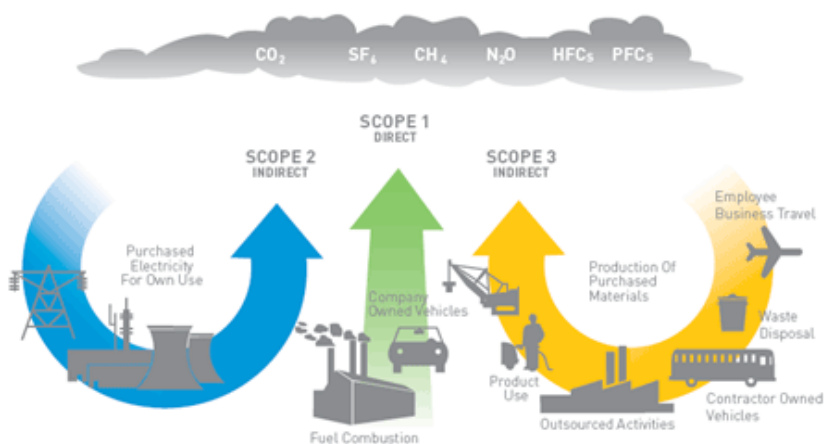 CO₂ SF₆ CH₄ N₂O HFCs PFCs
SCOPE 1
DIRECT
SCOPE 2
INDIRECT
SCOPE 3
INDIRECT
Purchased
Electricity
For Own Use
Company
Owned Vehicles
Fuel Combustion
Employee
Business Travel
Production Of
Purchased
Materials
Waste
Disposal
Product
Use
Contractor Owned
Vehicles
Outsourced Activities